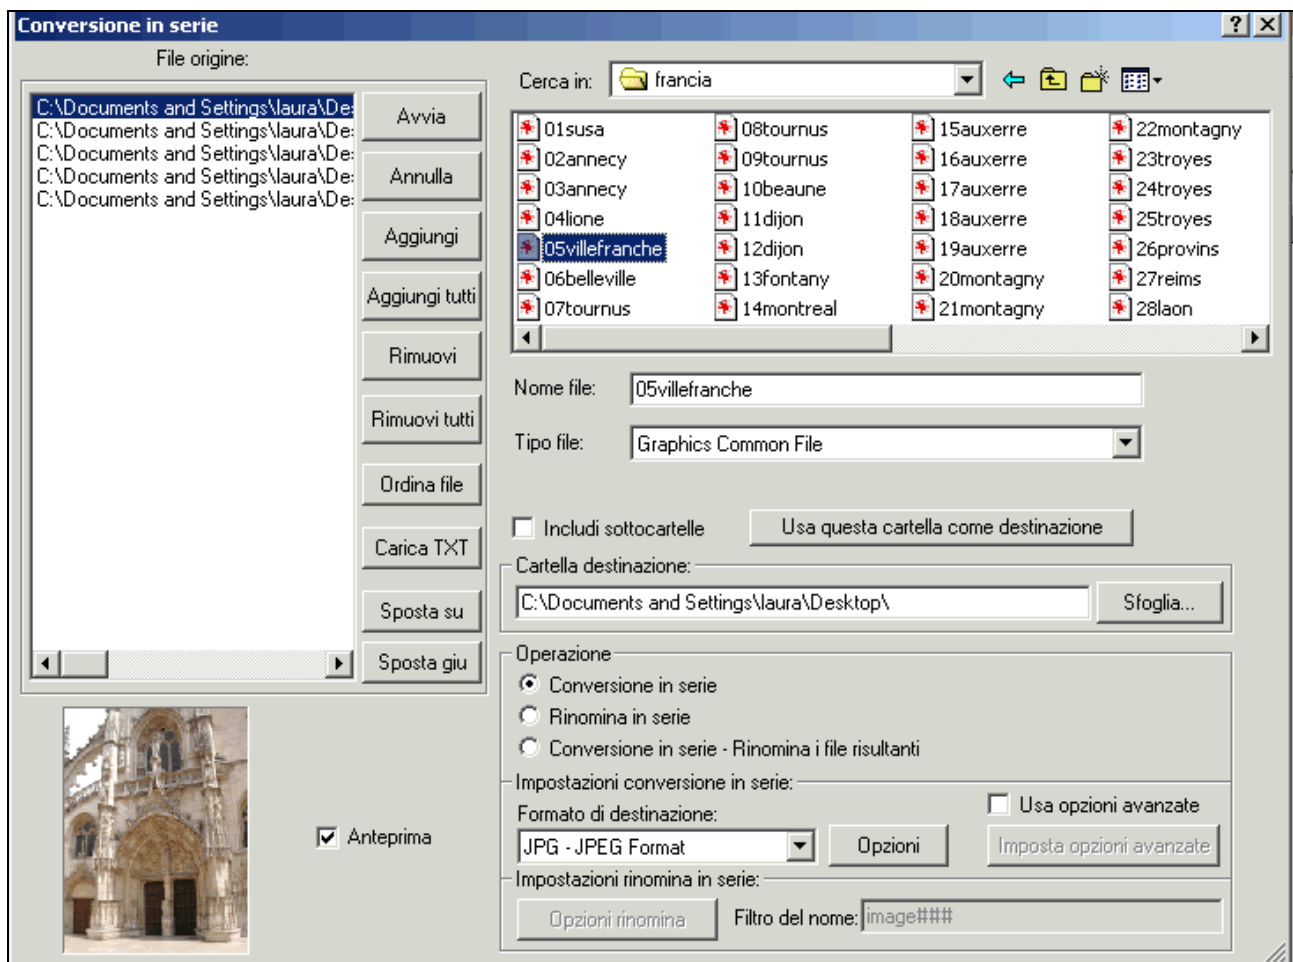 Conversione in serie
File origine:
C:\Documents and Settings\laura\De
C:\Documents and Settings\laura\De
C:\Documents and Settings\laura\De
C:\Documents and Settings\laura\De
C:\Documents and Settings\laura\De
Avvia
Annulla
Aggiungi
Aggiungi tutti
Rimuovi
Rimuovi tutti
Ordina file
Carica TXT
Sposta su
Sposta giu
Anteprima
Cerca in: francia
01susa
02annecy
03annecy
04lione
05villefranche
06belleville
07tournus
08tournus
09tournus
10beaune
11dijon
12dijon
13fontany
14montreal
15auxerre
16auxerre
17auxerre
18auxerre
19auxerre
20montagny
21montagny
22montagny
23troyes
24troyes
25troyes
26provins
27reims
28laon
Nome file: 05villefranche
Tipo file: Graphics Common File
Includi sottocartelle
Usa questa cartella come destinazione
Cartella destinazione:
C:\Documents and Settings\laura\Desktop\
Sfoglia...
Operazione
Conversione in serie
Rinomina in serie
Conversione in serie - Rinomina i file risultanti
Impostazioni conversione in serie:
Formato di destinazione:
JPG - JPEG Format
Opzioni
Usa opzioni avanzate
Imposta opzioni avanzate
Impostazioni rinomina in serie:
Opzioni rinomina
Filtro del nome: image###